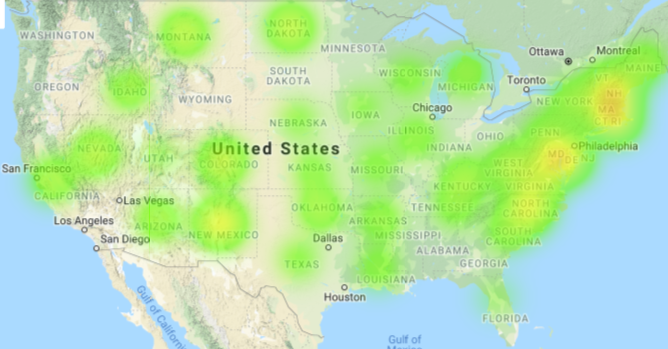 WASHINGTON
MONTANA
NORTH
DAKOTA
MINNESOTA
Ottawa
Montreal
MAINE
OREGON
IDAHO
WYOMING
SOUTH
DAKOTA
WISCONSIN
MICHIGAN
Toronto
VT
NH
NEW YORK
MA
CT RI
NEBRASKA
IOWA
Chicago
ILLINOIS
INDIANA
OHIO
PENN
Philadelphia
NEVADA
UTAH
COLORADO
United States
KANSAS
MISSOURI
WEST
VIRGINIA
MD
DE
NJ
San Francisco
CALIFORNIA
Las Vegas
KENTUCKY
VIRGINIA
Los Angeles
ARIZONA
NEW MEXICO
OKLAHOMA
ARKANSAS
TENNESSEE
NORTH
CAROLINA
San Diego
Dallas
MISSISSIPPI
SOUTH
CAROLINA
TEXAS
ALABAMA
GEORGIA
LOUISIANA
Houston
Gulf of
California
FLORIDA
Gulf of